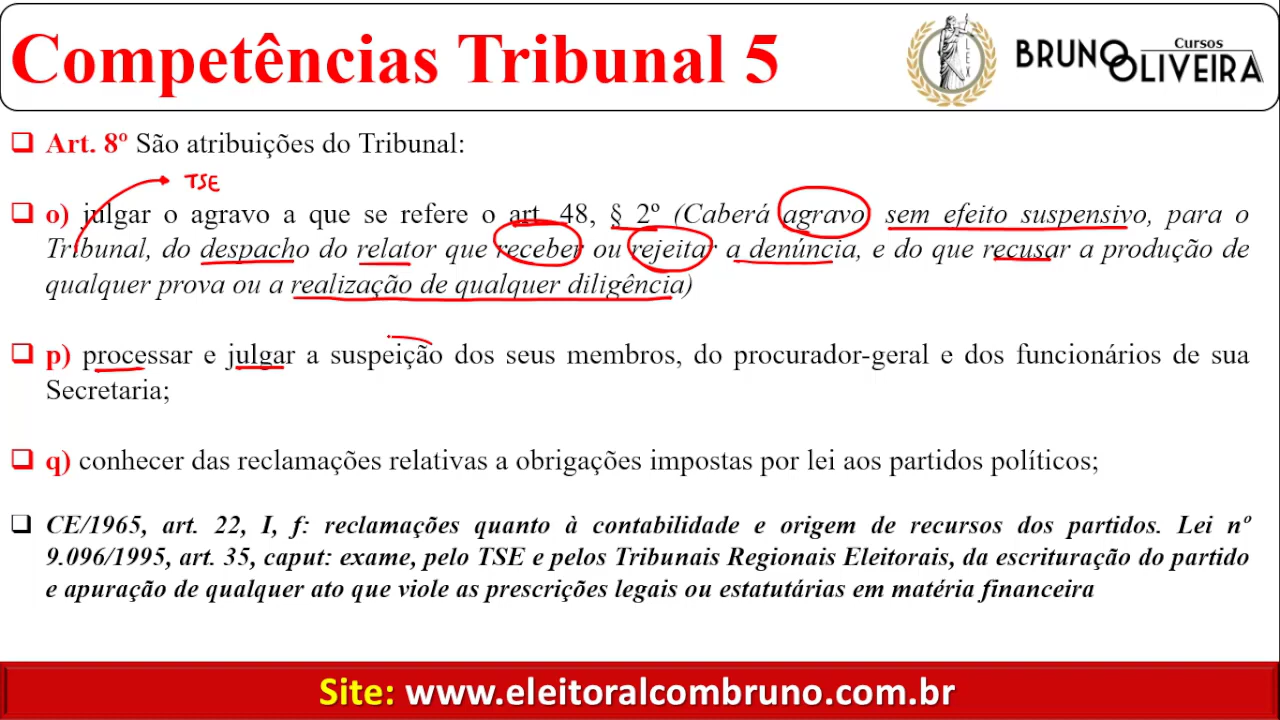 Competências Tribunal 5
Cursos
BRUNO OLIVEIRA
LEX
Art. 8º São atribuições do Tribunal:
TSE
o) julgar o agravo a que se refere o art. 48, § 2º (Caberá agravo, sem efeito suspensivo, para o
Tribunal, do despacho do relator que receber ou rejeitar a denúncia, e do que recusar a produção de
qualquer prova ou a realização de qualquer diligência)
p) processar e julgar a suspeição dos seus membros, do procurador-geral e dos funcionários de sua
Secretaria;
q) conhecer das reclamações relativas a obrigações impostas por lei aos partidos políticos;
CE/1965, art. 22, I, f: reclamações quanto à contabilidade e origem de recursos dos partidos. Lei nº
9.096/1995, art. 35, caput: exame, pelo TSE e pelos Tribunais Regionais Eleitorais, da escrituração do partido
e apuração de qualquer ato que viole as prescrições legais ou estatutárias em matéria financeira
Site: www.eleitoralcombruno.com.br